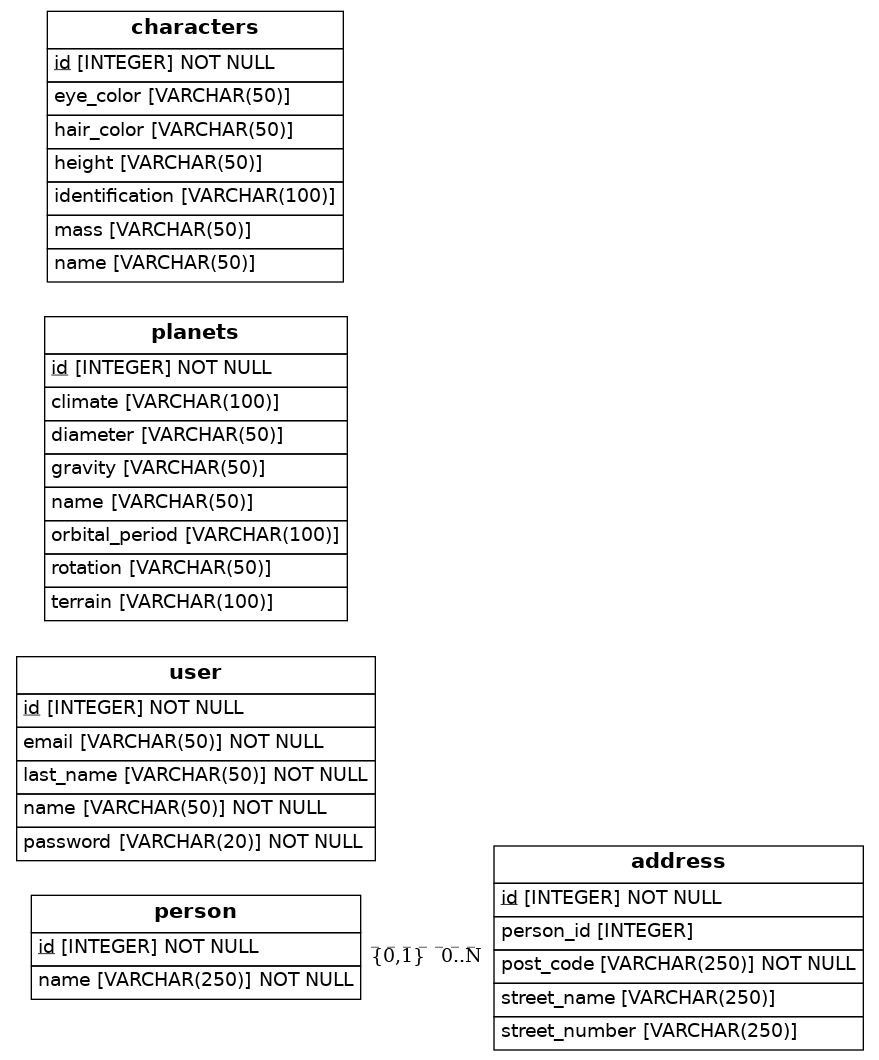 characters
id [INTEGER] NOT NULL
eye_color [VARCHAR(50)]
hair_color [VARCHAR(50)]
height [VARCHAR(50)]
identification [VARCHAR(100)]
mass [VARCHAR(50)]
name [VARCHAR(50)]
planets
id [INTEGER] NOT NULL
climate [VARCHAR(100)]
diameter [VARCHAR(50)]
gravity [VARCHAR(50)]
name [VARCHAR(50)]
orbital_period [VARCHAR(100)]
rotation [VARCHAR(50)]
terrain [VARCHAR(100)]
user
id [INTEGER] NOT NULL
email [VARCHAR(50)] NOT NULL
last_name [VARCHAR(50)] NOT NULL
name [VARCHAR(50)] NOT NULL
password [VARCHAR(20)] NOT NULL
person
id [INTEGER] NOT NULL
name [VARCHAR(250)] NOT NULL
{0,1} 0..N
address
id [INTEGER] NOT NULL
person_id [INTEGER]
post_code [VARCHAR(250)] NOT NULL
street_name [VARCHAR(250)]
street_number [VARCHAR(250)]